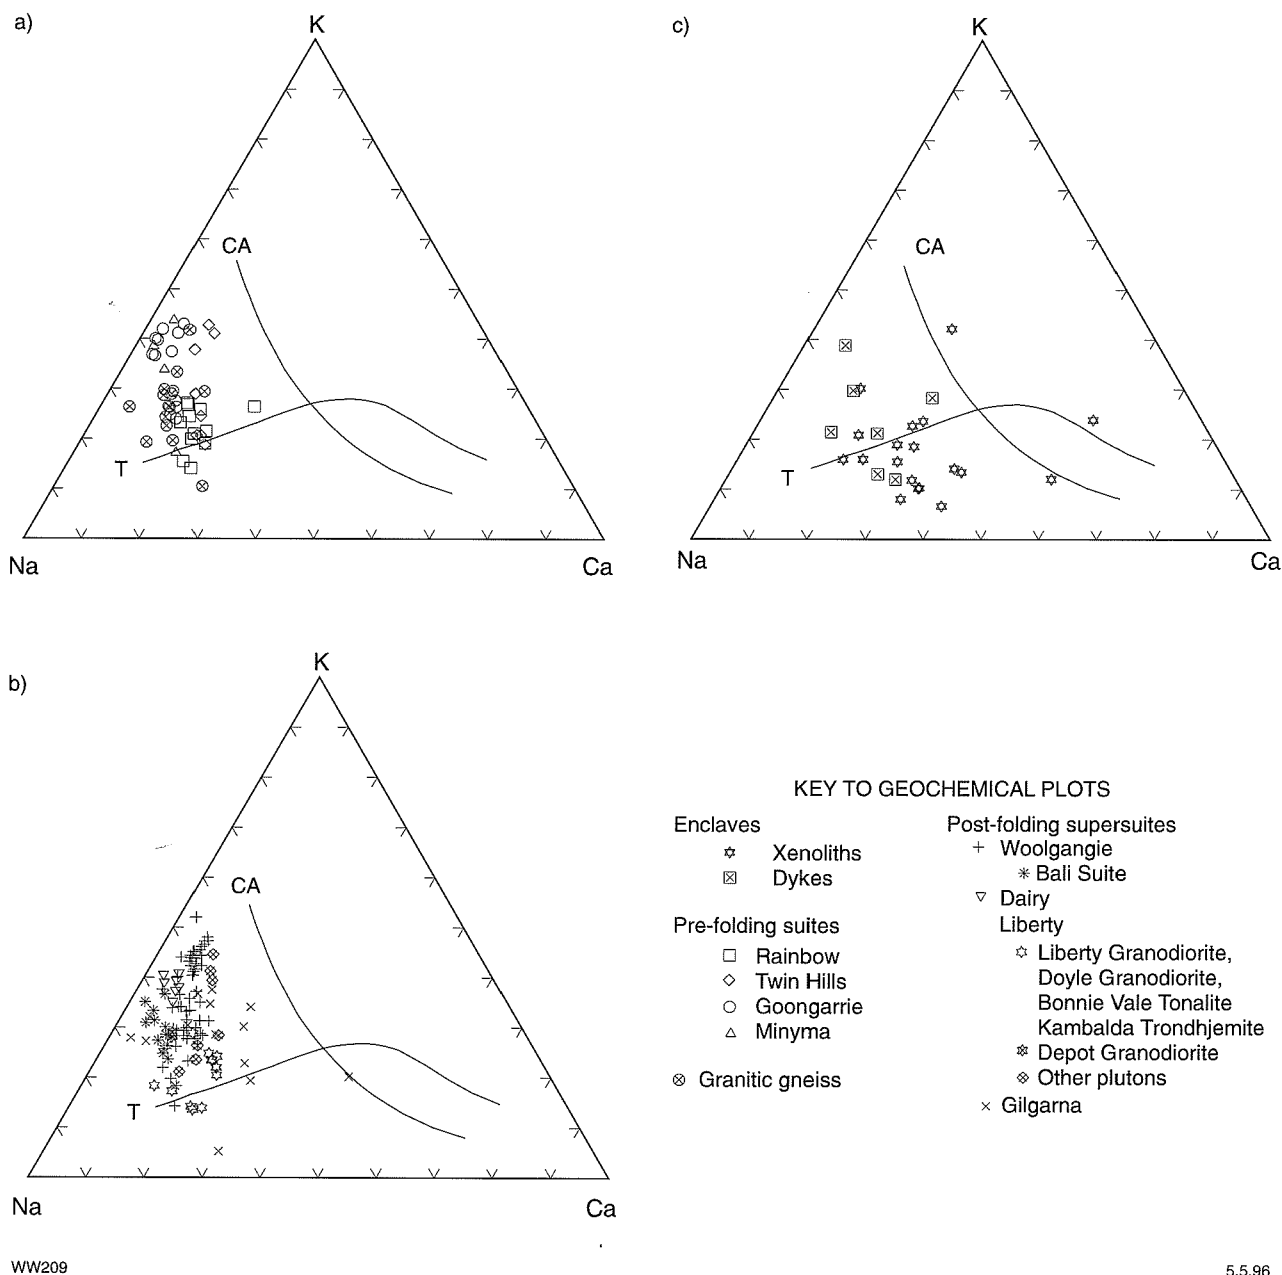 a)
K
CA
T
Na
Ca
c)
K
CA
T
Na
Ca
b)
K
CA
T
Na
Ca
KEY TO GEOCHEMICAL PLOTS
Enclaves
Xenoliths
Dykes
Pre-folding suites
Rainbow
Twin Hills
Goongarrie
Minyma
Granitic gneiss
Post-folding supersuites
Woolgangie
Bali Suite
Dairy
Liberty
Liberty Granodiorite,
Doyle Granodiorite,
Bonnie Vale Tonalite
Kambalda Trondhjemite
Depot Granodiorite
Other plutons
Gilgarna
WW209
5.5.96